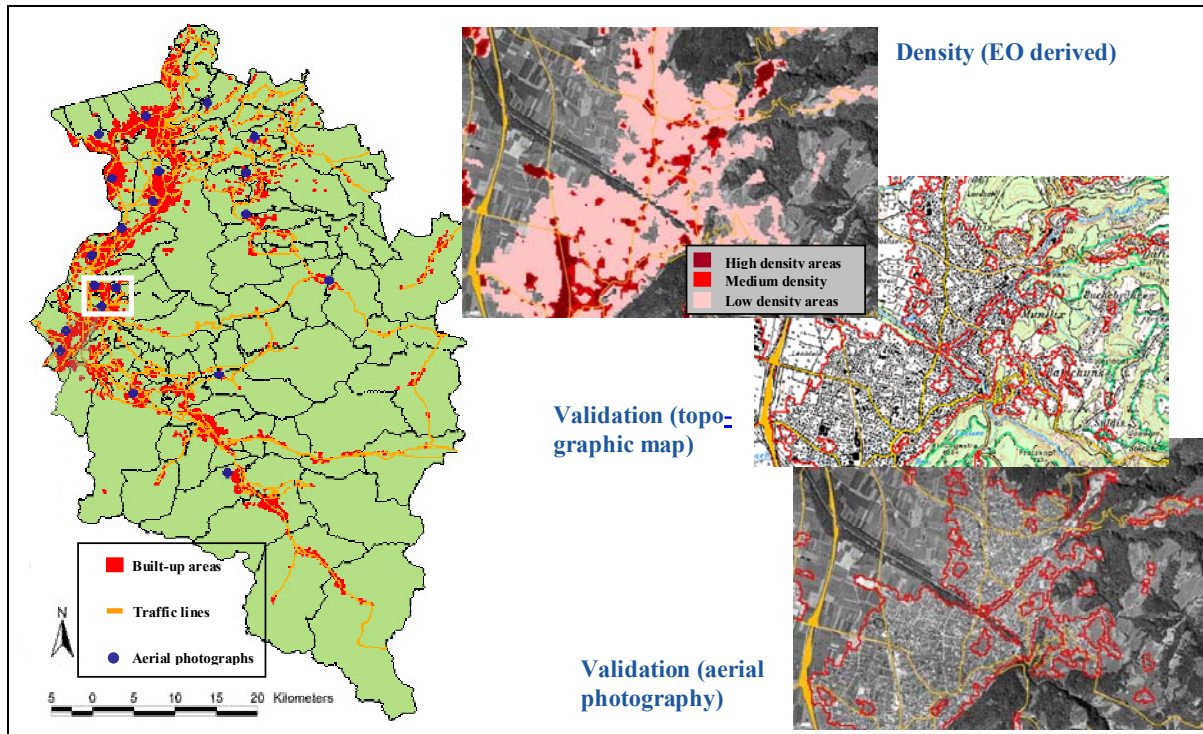 Density (EO derived)
High density areas
Medium density
Low density areas
Validation (topo-
graphic map)
Built-up areas
Traffic lines
Aerial photographs
N
5 0 5 10 15 20 Kilometers
Validation (aerial
photography)